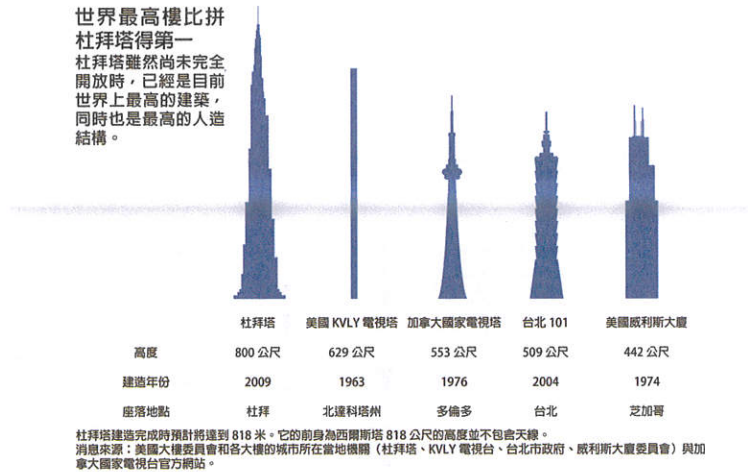 世界最高樓比拼
杜拜塔得第一
杜拜塔雖然尚未完全
開放時，已經是目前
世界上最高的建築，
同時也是最高的人造
結構。
杜拜塔 美國 KVLY 電視塔 加拿大國家電視塔 台北 101 美國威利斯大廈
高度 800 公尺 629 公尺 553 公尺 509 公尺 442 公尺
建造年份 2009 1963 1976 2004 1974
座落地點 杜拜 北達科塔州 多倫多 台北 芝加哥
杜拜塔建造完成時預計將達到 818 米。它的前身為西爾斯塔 818 公尺的高度並不包含天線。
消息來源：美國大樓委員會和各大樓的城市所在當地機關（杜拜塔、KVLY 電視台、台北市政府、威利斯大廈委員會）與加
拿大國家電視台官方網站。